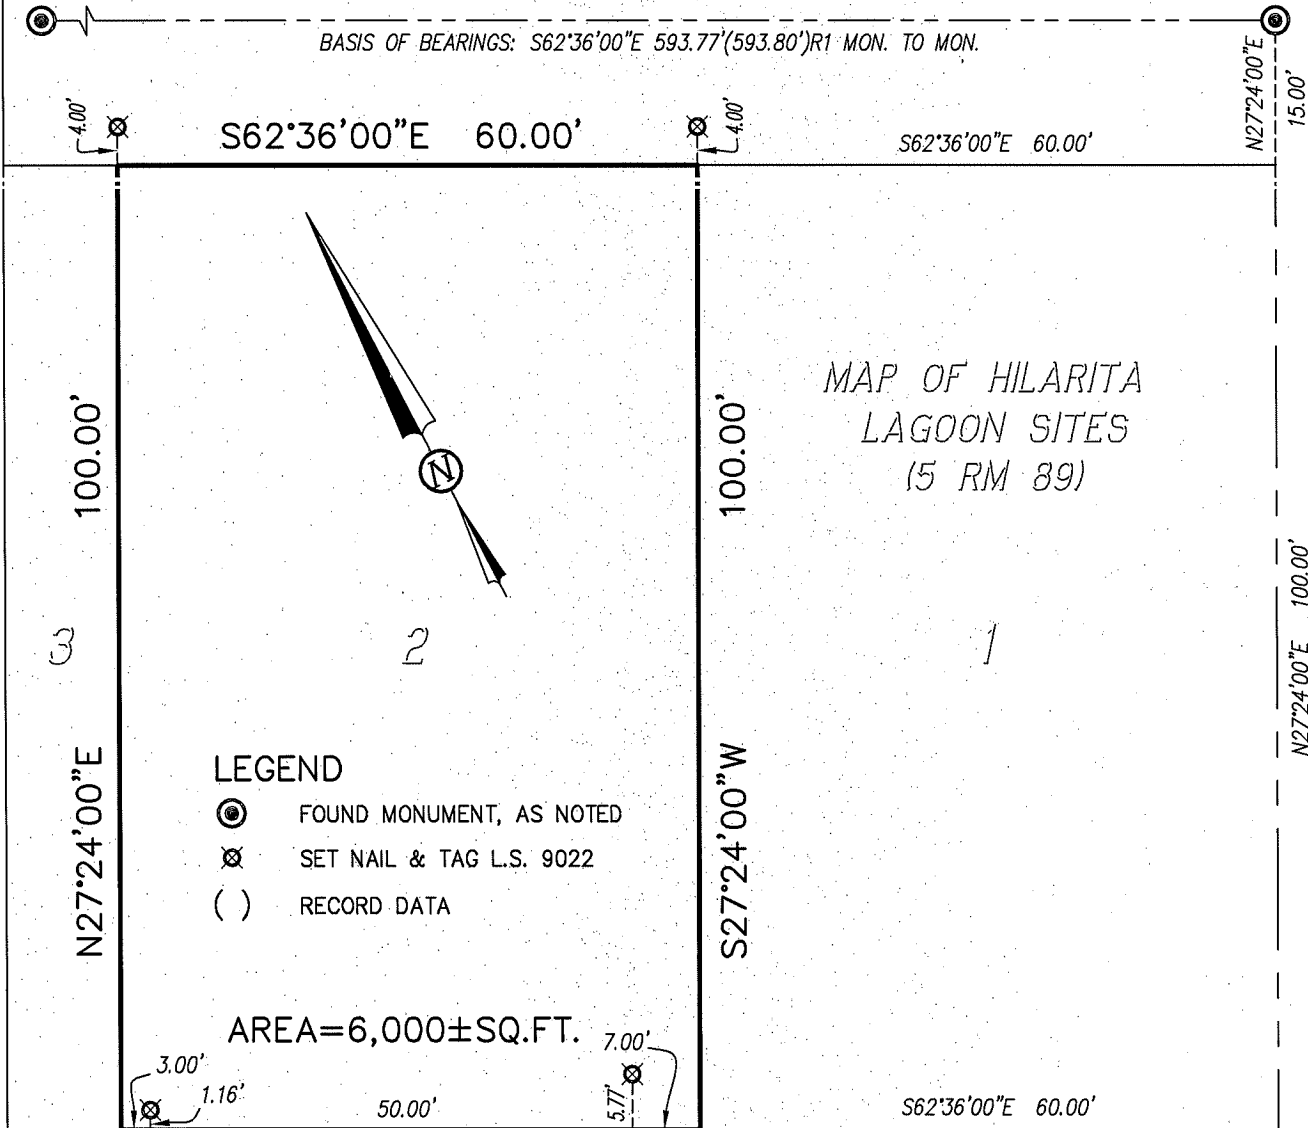 BASIS OF BEARINGS: S62°36'00"E 593.77'(593.80')R1 MON. TO MON.
N27°24'00"E
15.00'
4.00'
S62°36'00"E 60.00'
4.00'
S62°36'00"E 60.00'
N
MAP OF HILARITA
LAGOON SITES
(5 RM 89)
100.00'
100.00'
N27°24'00"E 100.00'
3
2
1
N27°24'00"E
S27°24'00"W
LEGEND
FOUND MONUMENT, AS NOTED
SET NAIL & TAG L.S. 9022
( ) RECORD DATA
AREA=6,000±SQ.FT.
3.00'
1.16'
50.00'
5.77'
7.00'
S62°36'00"E 60.00'